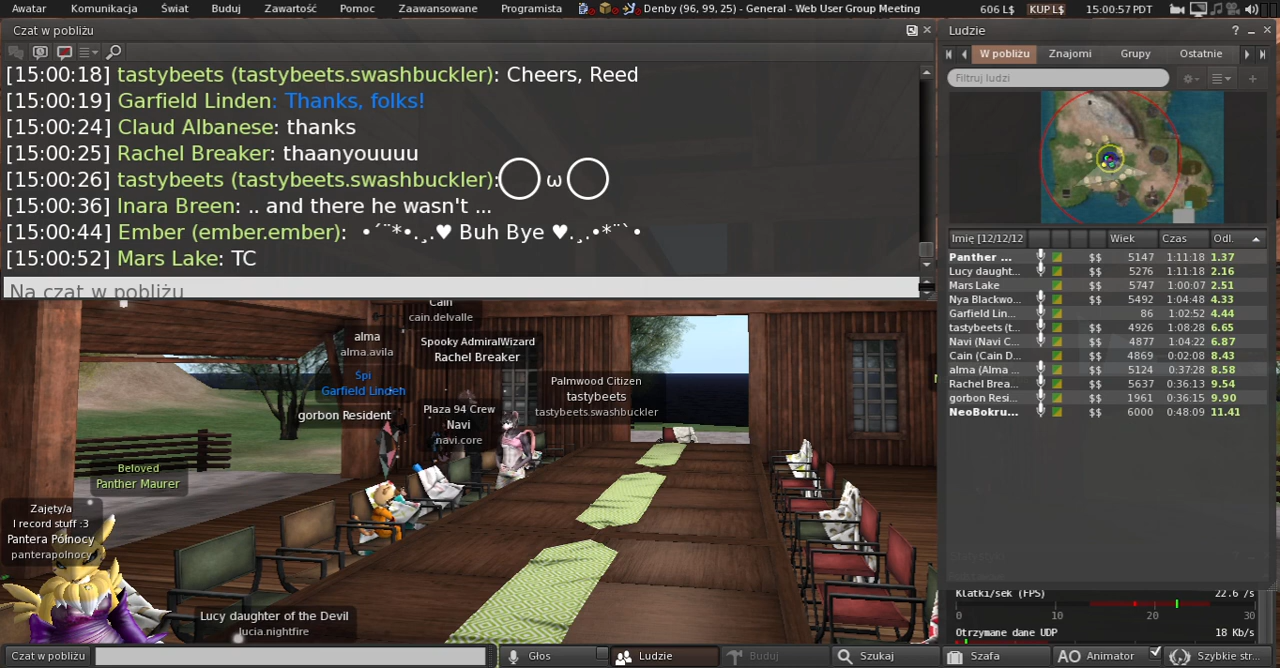 Awatar Komunikacja Świat Buduj Zawartość Pomoc Zaawansowane Programista Denby (96, 99, 25) - General - Web User Group Meeting 606 L$ KUP L$ 15:00:57 PDT
Czat w pobliżu
[15:00:18] tastybeets (tastybeets.swashbuckler): Cheers, Reed
[15:00:19] Garfield Linden: Thanks, folks!
[15:00:24] Claud Albanese: thanks
[15:00:25] Rachel Breaker: thaanyouuuu
[15:00:26] tastybeets (tastybeets.swashbuckler):◯ ω ◯
[15:00:36] Inara Breen: .. and there he wasn't ...
[15:00:44] Ember (ember.ember): •´¨*•.¸.♥ Buh Bye ♥.¸.•*¨`•
[15:00:52] Mars Lake: TC
Na czat w pobliżu
Cain
cain.delvalle
alma
alma.avila
Spooky AdmiralWizard
Rachel Breaker
Śpi
Garfield Linden
gorbon Resident
Palmwood Citizen
tastybeets
tastybeets.swashbuckler
Plaza 94 Crew
Navi
navi.core
Beloved
Panther Maurer
Zajęty/a
I record stuff :3
Pantera Północy
panterapolnocy
Lucy daughter of the Devil
lucia.nightfire
Ludzie
W pobliżu Znajomi Grupy Ostatnie
Filtruj ludzi
Imię [12/12/12 Wiek Czas Odl.
Panther ... $$ 5147 1:11:18 1.37
Lucy daught... $$ 5276 1:11:18 2.16
Mars Lake $$ 5747 1:00:07 2.51
Nya Blackwo... $$ 5492 1:04:48 4.33
Garfield Lin... 86 1:02:52 4.44
tastybeets (t... $$ 4926 1:08:28 6.65
Navi (Navi C... $$ 4877 1:04:22 6.87
Cain (Cain D... $$ 4869 0:02:08 8.43
alma (Alma ... $$ 5124 0:37:28 8.58
Rachel Brea... $$ 5637 0:36:13 9.54
gorbon Resi... $$ 1961 0:36:15 9.90
NeoBokru... $$ 6000 0:48:09 11.41
Klatki/sek (FPS) 22.6 /s
0 10 20 30
Otrzymane dane UDP 18 Kb/s
Czat w pobliżu Głos Ludzie Buduj Szukaj Szafa AO Animator Szybkie str...